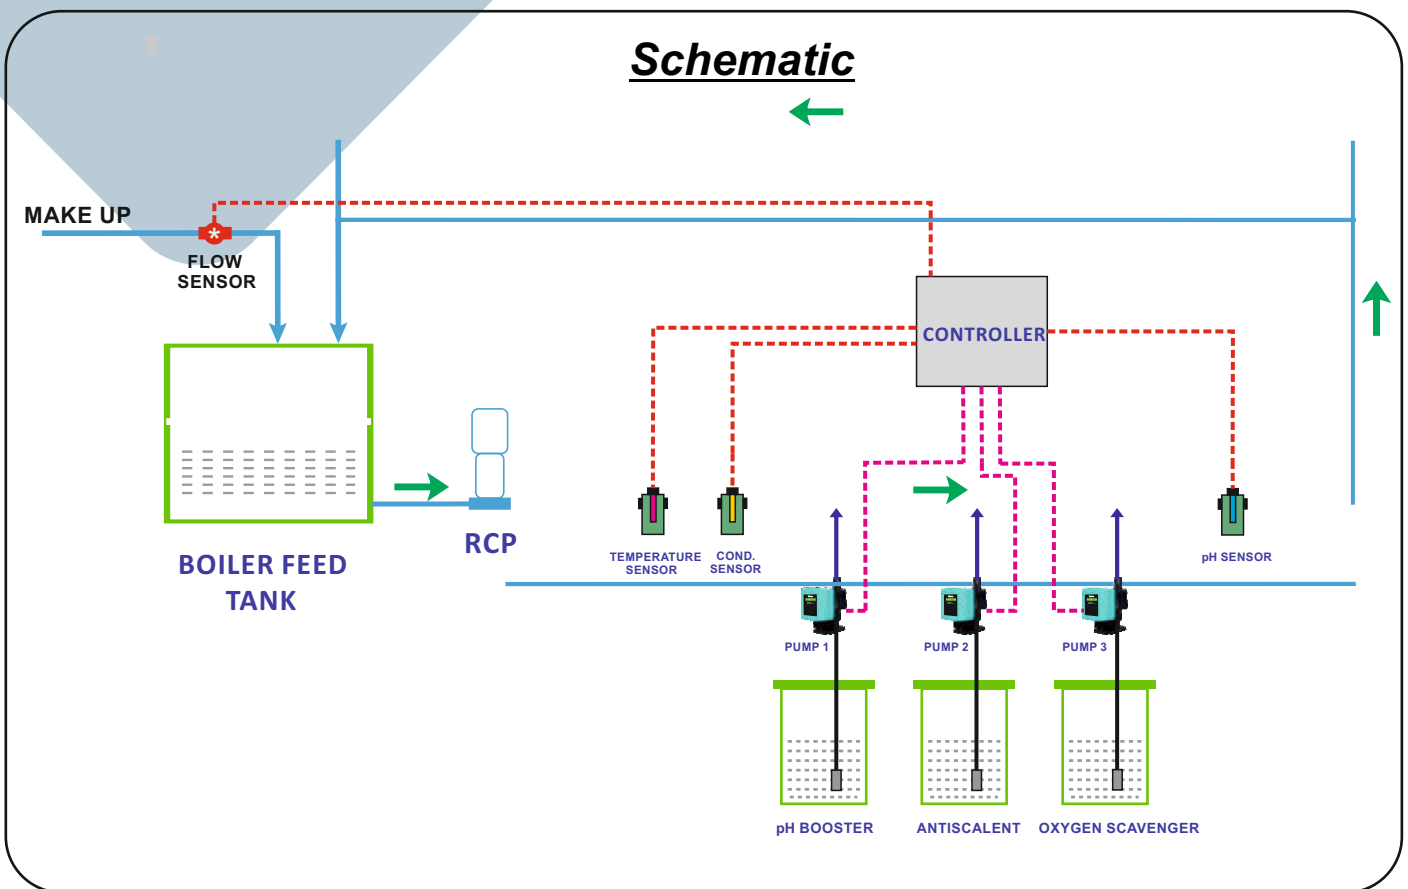 Schematic
MAKE UP
FLOW
SENSOR
CONTROLLER
RCP
BOILER FEED
TANK
TEMPERATURE
SENSOR
COND.
SENSOR
pH SENSOR
PUMP 1
PUMP 2
PUMP 3
pH BOOSTER
ANTISCALENT
OXYGEN SCAVENGER